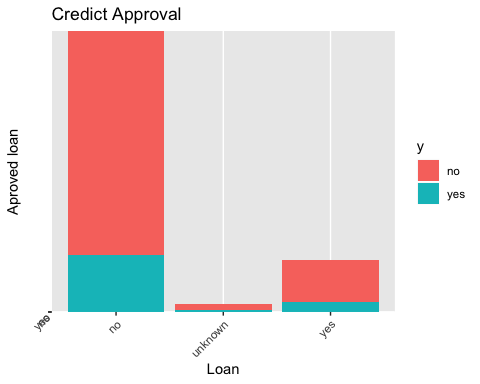 Credict Approval
Aproved loan
y
no
yes
no
unknown
yes
Loan